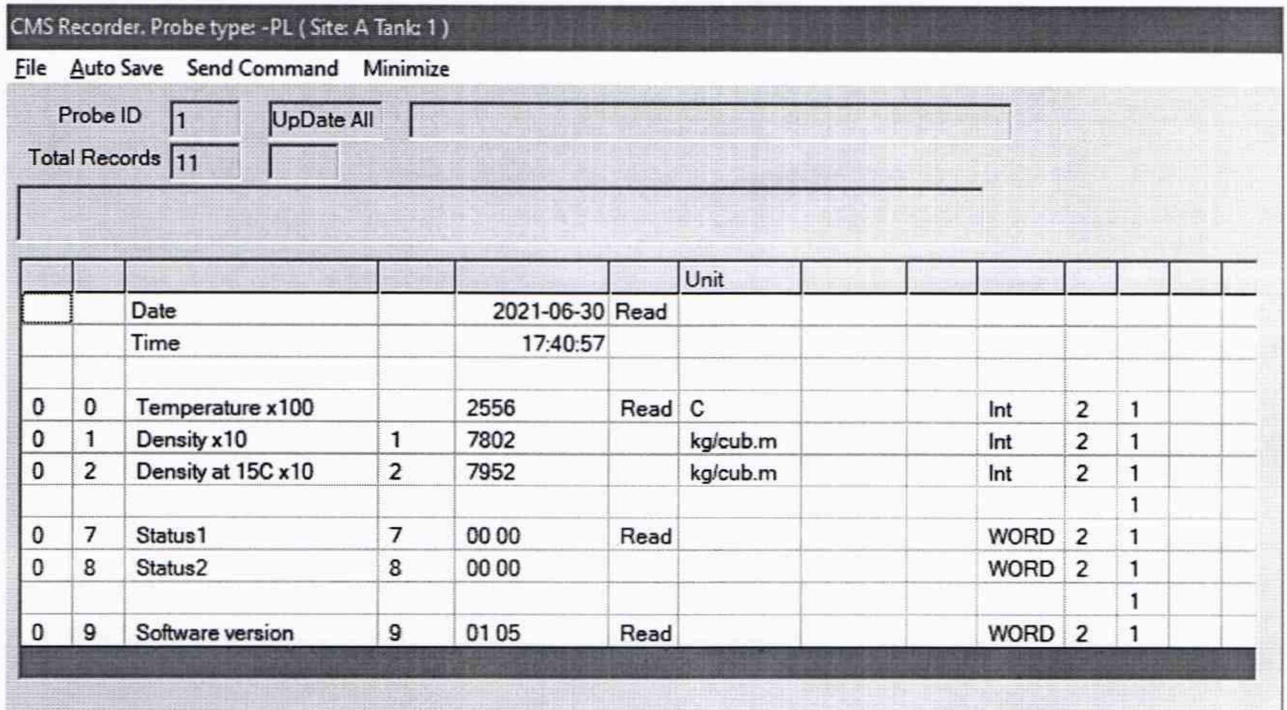 CMS Recorder. Probe type: -PL ( Site: A Tank: 1 )
File Auto Save Send Command Minimize
Probe ID 1 UpDate All
Total Records 11
Unit
Date 2021-06-30 Read
Time 17:40:57
0 0 Temperature x100 2556 Read C Int 2 1
0 1 Density x10 1 7802 kg/cub.m Int 2 1
0 2 Density at 15C x10 2 7952 kg/cub.m Int 2 1
1
0 7 Status1 7 00 00 Read WORD 2 1
0 8 Status2 8 00 00 WORD 2 1
1
0 9 Software version 9 01 05 Read WORD 2 1